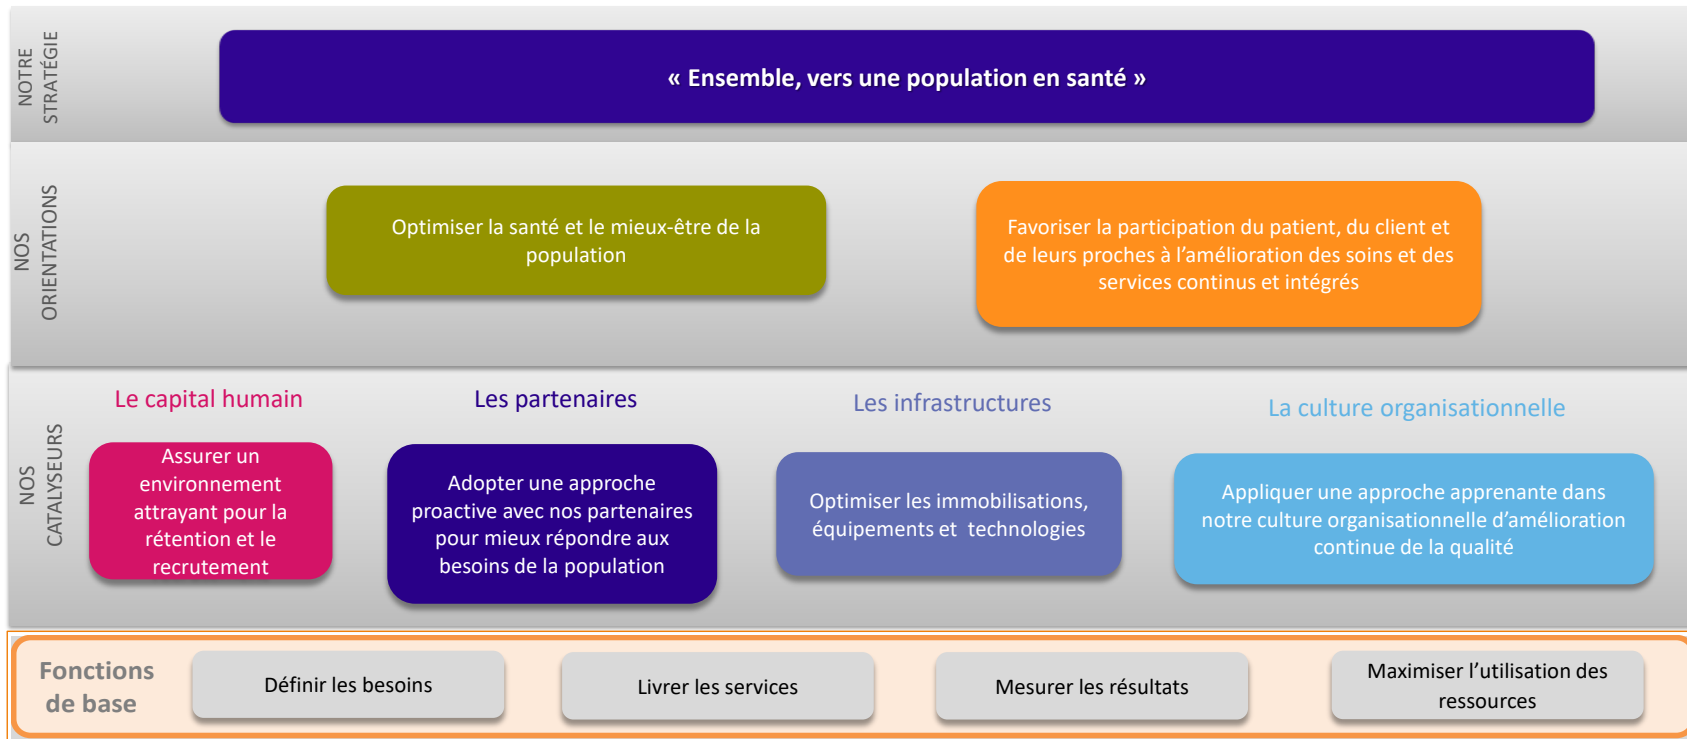 NOTRE
STRATÉGIE
« Ensemble, vers une population en santé »
NOS
ORIENTATIONS
Optimiser la santé et le mieux-être de la
population
Favoriser la participation du patient, du client et
de leurs proches à l’amélioration des soins et des
services continus et intégrés
NOS
CATALYSEURS
Le capital humain
Assurer un
environnement
attrayant pour la
rétention et le
recrutement
Les partenaires
Adopter une approche
proactive avec nos partenaires
pour mieux répondre aux
besoins de la population
Les infrastructures
Optimiser les immobilisations,
équipements et technologies
La culture organisationnelle
Appliquer une approche apprenante dans
notre culture organisationnelle d’amélioration
continue de la qualité
Fonctions
de base
Définir les besoins
Livrer les services
Mesurer les résultats
Maximiser l’utilisation des
ressources